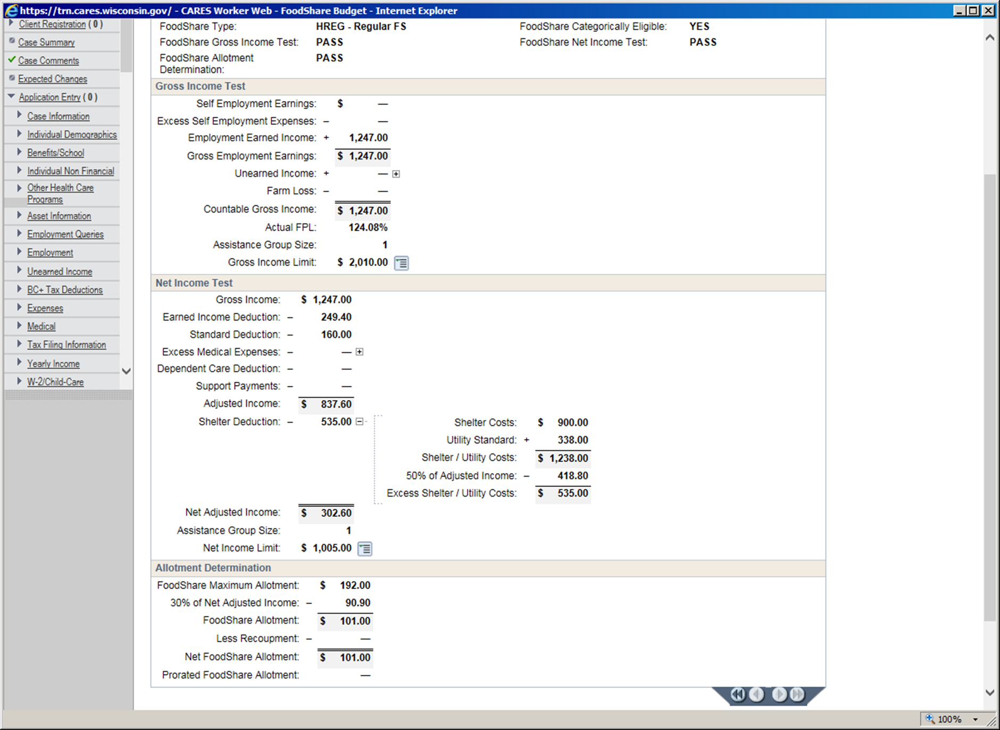 https://trn.cares.wisconsin.gov/ - CARES Worker Web - FoodShare Budget - Internet Explorer
Client Registration ( 0 )
Case Summary
Case Comments
Expected Changes
Application Entry ( 0 )
Case Information
Individual Demographics
Benefits/School
Individual Non Financial
Other Health Care
Programs
Asset Information
Employment Queries
Employment
Unearned Income
BC+ Tax Deductions
Expenses
Medical
Tax Filing Information
Yearly Income
W-2/Child-Care
FoodShare Type: HREG - Regular FS FoodShare Categorically Eligible: YES
FoodShare Gross Income Test: PASS FoodShare Net Income Test: PASS
FoodShare Allotment PASS
Determination:
Gross Income Test
Self Employment Earnings: $ —
Excess Self Employment Expenses: – —
Employment Earned Income: + 1,247.00
Gross Employment Earnings: $ 1,247.00
Unearned Income: + —
Farm Loss: – —
Countable Gross Income: $ 1,247.00
Actual FPL: 124.08%
Assistance Group Size: 1
Gross Income Limit: $ 2,010.00
Net Income Test
Gross Income: $ 1,247.00
Earned Income Deduction: – 249.40
Standard Deduction: – 160.00
Excess Medical Expenses: – —
Dependent Care Deduction: – —
Support Payments: – —
Adjusted Income: $ 837.60
Shelter Deduction: – 535.00
Shelter Costs: $ 900.00
Utility Standard: + 338.00
Shelter / Utility Costs: $ 1,238.00
50% of Adjusted Income: – 418.80
Excess Shelter / Utility Costs: $ 535.00
Net Adjusted Income: $ 302.60
Assistance Group Size: 1
Net Income Limit: $ 1,005.00
Allotment Determination
FoodShare Maximum Allotment: $ 192.00
30% of Net Adjusted Income: – 90.90
FoodShare Allotment: $ 101.00
Less Recoupment: – —
Net FoodShare Allotment: $ 101.00
Prorated FoodShare Allotment: —
100%